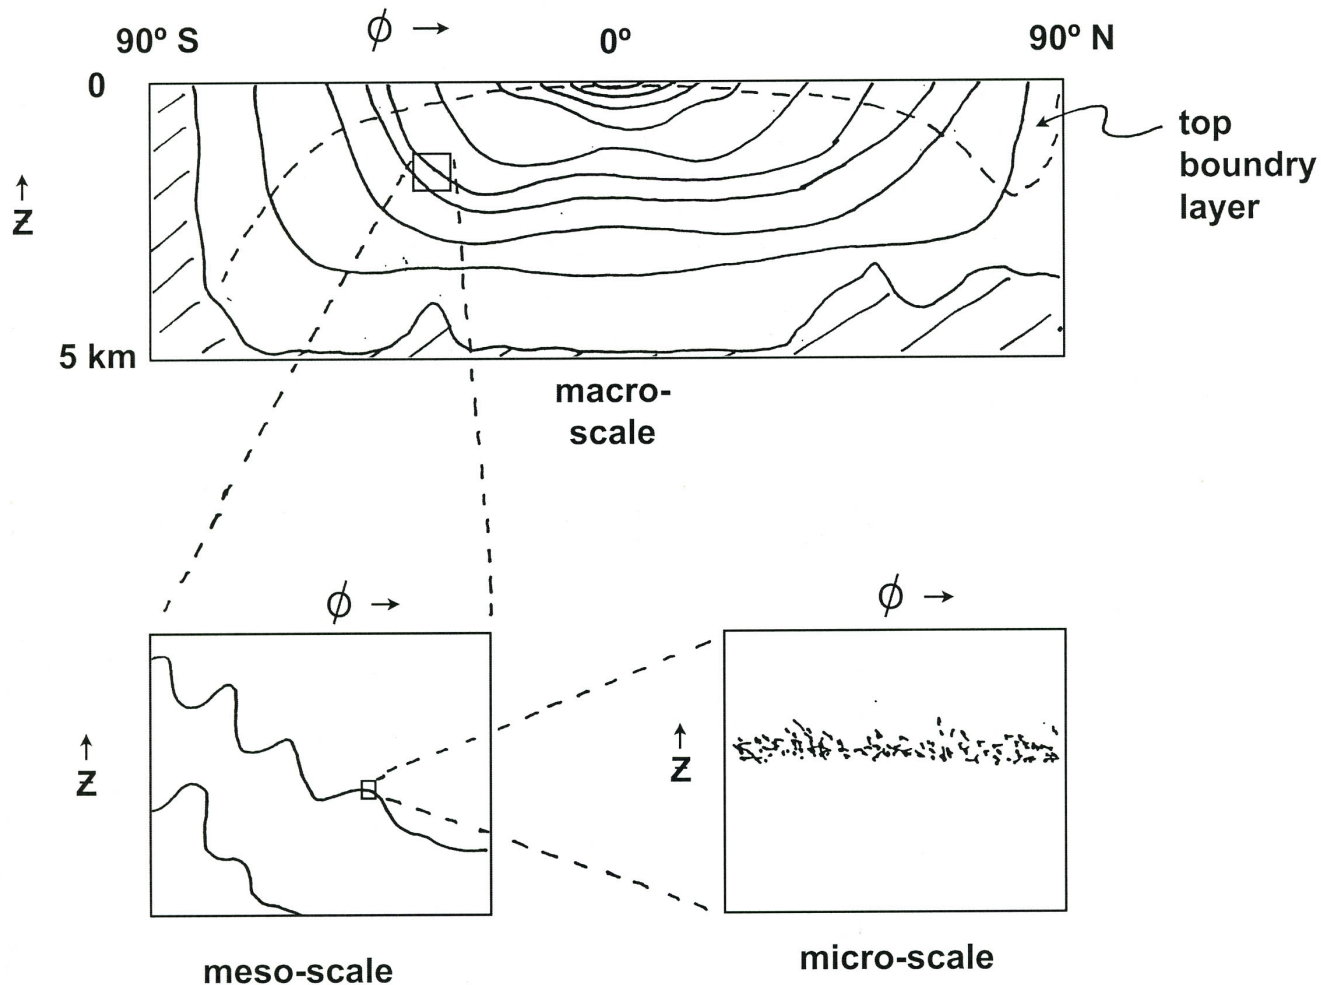 ϕ →
90º S
0º
90º N
0
top
boundry
layer
↑
Z
5 km
macro-
scale
ϕ →
ϕ →
↑
Z
↑
Z
meso-scale
micro-scale